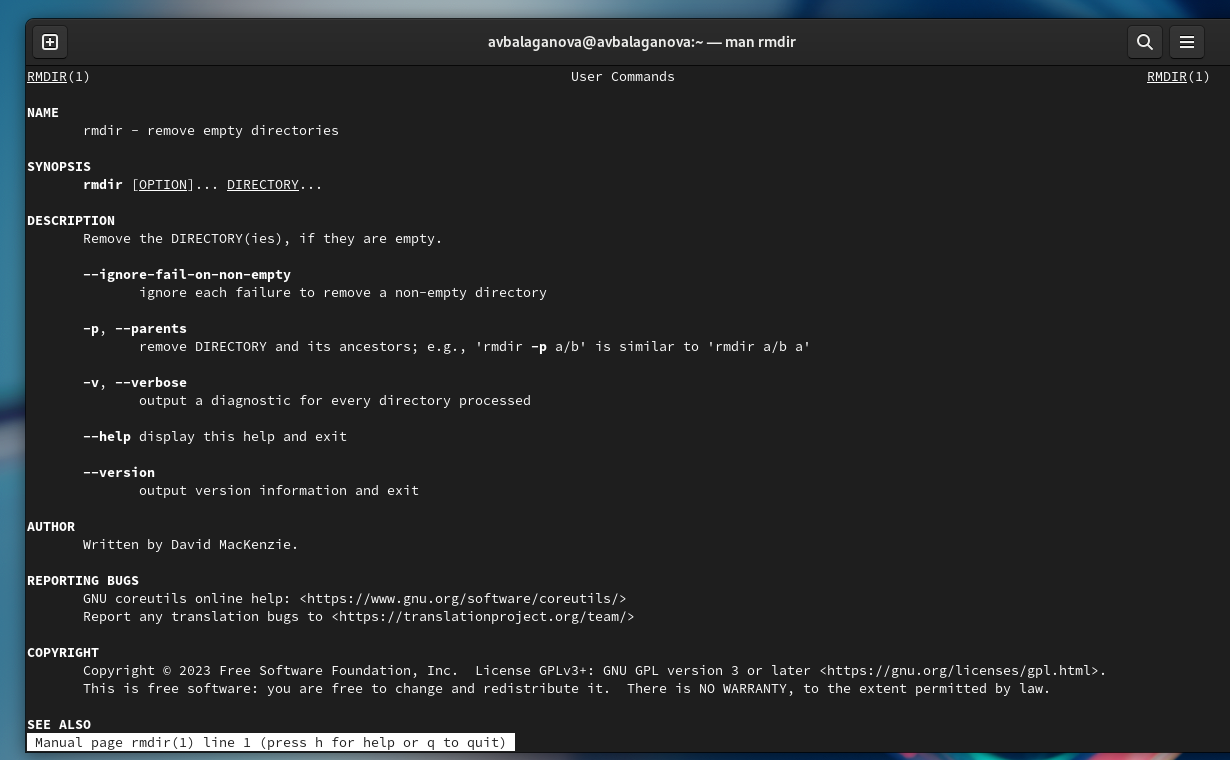 avbalaganova@avbalaganova:~ — man rmdir
RMDIR(1) User Commands RMDIR(1)
NAME
rmdir - remove empty directories
SYNOPSIS
rmdir [OPTION]... DIRECTORY...
DESCRIPTION
Remove the DIRECTORY(ies), if they are empty.
--ignore-fail-on-non-empty
ignore each failure to remove a non-empty directory
-p, --parents
remove DIRECTORY and its ancestors; e.g., 'rmdir -p a/b' is similar to 'rmdir a/b a'
-v, --verbose
output a diagnostic for every directory processed
--help display this help and exit
--version
output version information and exit
AUTHOR
Written by David MacKenzie.
REPORTING BUGS
GNU coreutils online help: <https://www.gnu.org/software/coreutils/>
Report any translation bugs to <https://translationproject.org/team/>
COPYRIGHT
Copyright © 2023 Free Software Foundation, Inc.  License GPLv3+: GNU GPL version 3 or later <https://gnu.org/licenses/gpl.html>.
This is free software: you are free to change and redistribute it.  There is NO WARRANTY, to the extent permitted by law.
SEE ALSO
Manual page rmdir(1) line 1 (press h for help or q to quit)